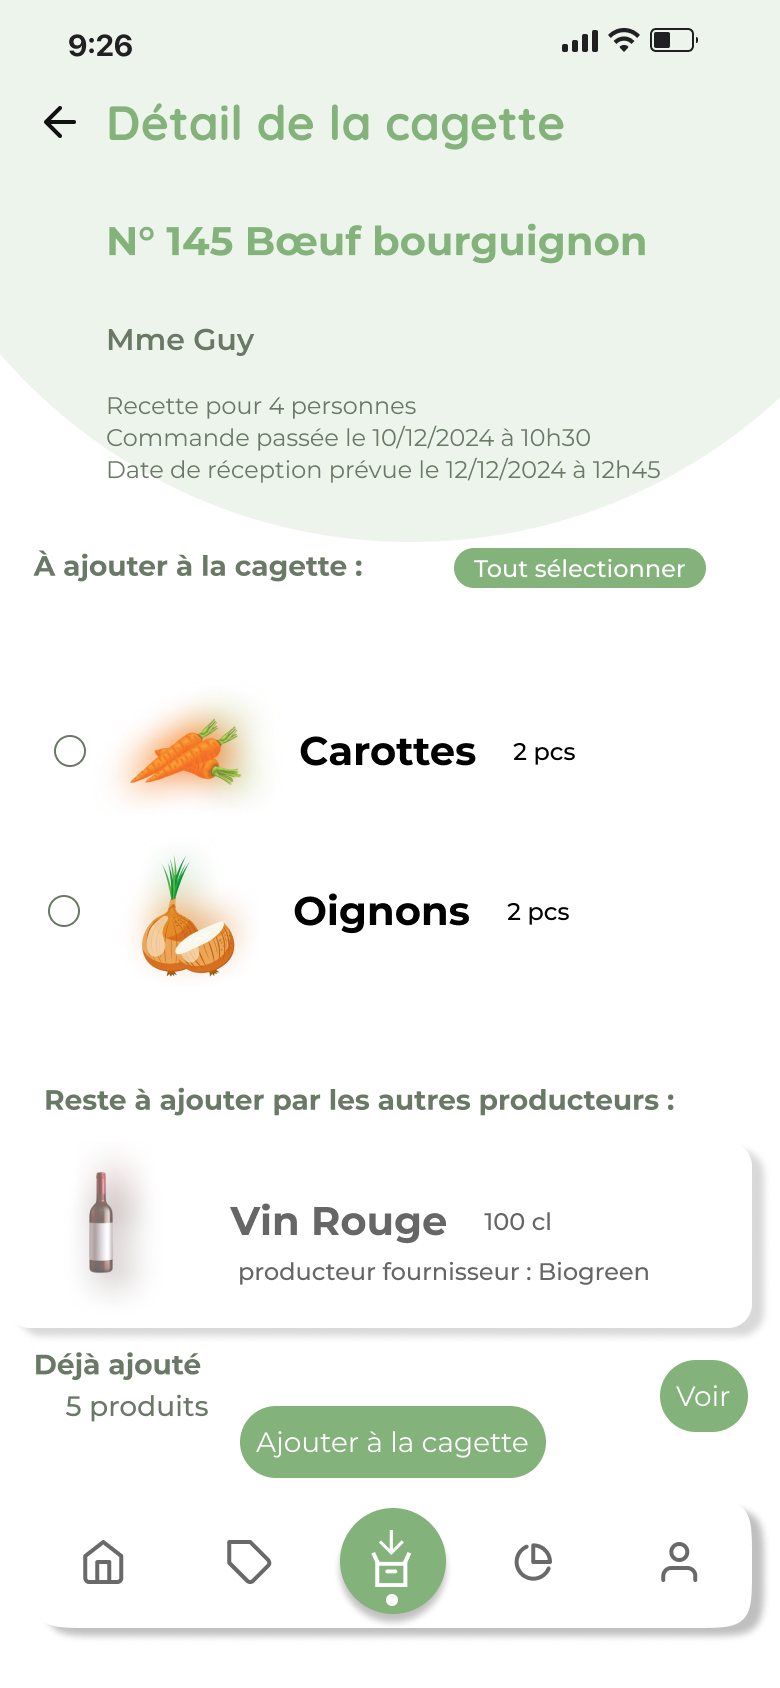 9:26
Détail de la cagette
N° 145 Bœuf bourguignon
Mme Guy
Recette pour 4 personnes
Commande passée le 10/12/2024 à 10h30
Date de réception prévue le 12/12/2024 à 12h45
À ajouter à la cagette :
Tout sélectionner
Carottes 2 pcs
Oignons 2 pcs
Reste à ajouter par les autres producteurs :
Vin Rouge 100 cl
producteur fournisseur : Biogreen
Déjà ajouté
5 produits
Voir
Ajouter à la cagette